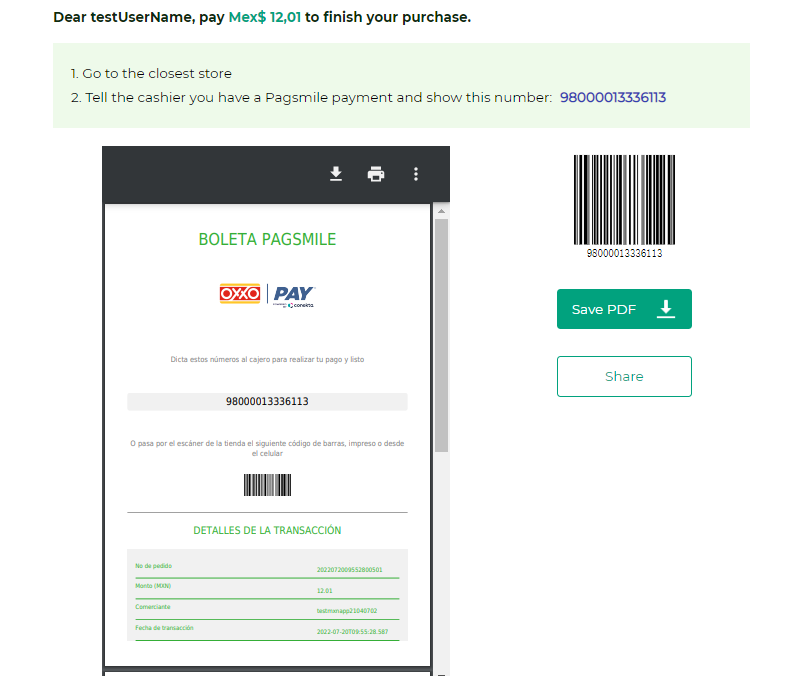 Dear testUserName, pay Mex$ 12,01 to finish your purchase.
1. Go to the closest store
2. Tell the cashier you have a Pagsmile payment and show this number: 98000013336113
BOLETA PAGSMILE
OXXO PAY
conekta
Dicta estos números al cajero para realizar tu pago y listo
98000013336113
O pasa por el escáner de la tienda el siguiente código de barras, impreso o desde
el celular
DETALLES DE LA TRANSACCIÓN
No de pedido 2022072009552800501
Monto (MXN) 12.01
Comerciante testmxnapp21040702
Fecha de transacción 2022-07-20T09:55:28.587
98000013336113
Save PDF
Share